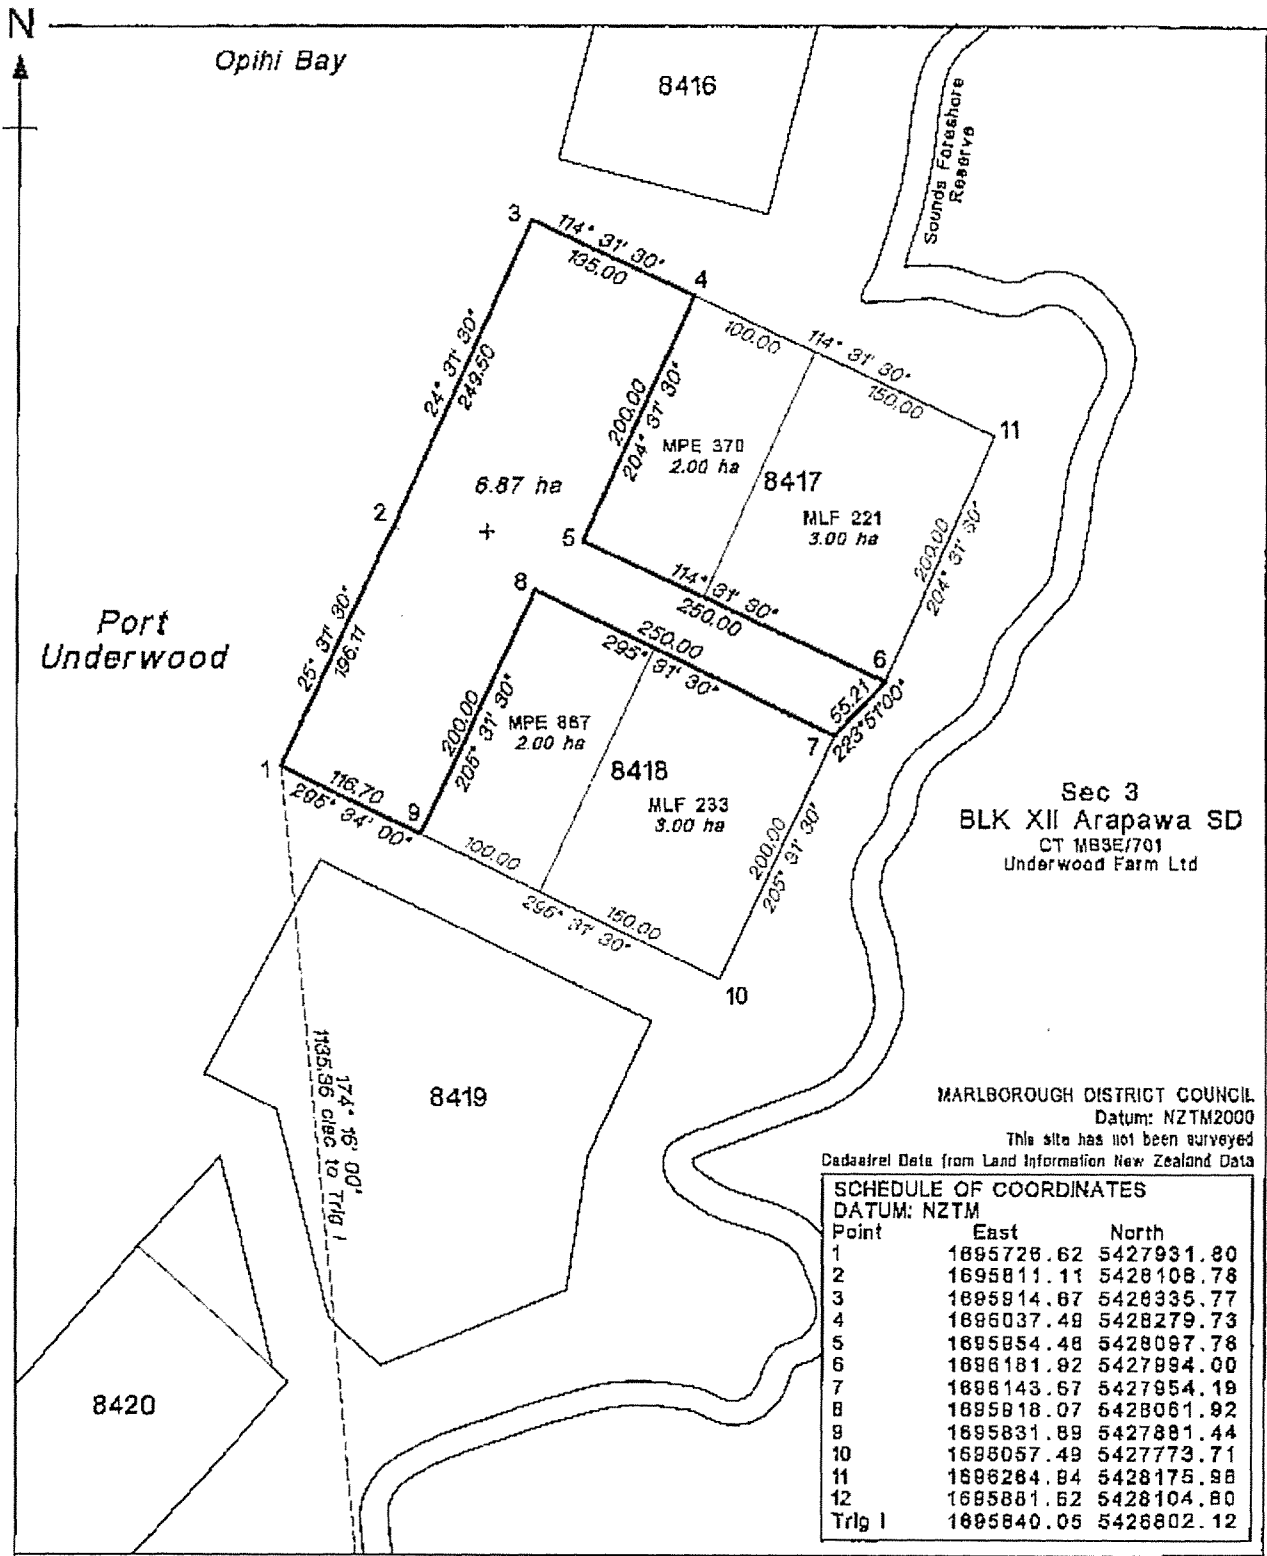 N
Opihi Bay
8416
Sounds Foreshore
Reserve
3
114° 31' 30"
135.00
4
100.00
114° 31' 30"
150.00
11
24° 31' 30"
249.50
200.00
204° 31' 30"
MPE 370
2.00 ha
8417
MLF 221
3.00 ha
200.00
204° 31' 30"
6.87 ha
2
5
114° 31' 30"
250.00
8
250.00
295° 31' 30"
6
55.21
223°51'00"
7
Port
Underwood
25° 31' 30"
196.11
200.00
205° 31' 30"
MPE 887
2.00 ha
8418
MLF 233
3.00 ha
1
116.70
295° 34' 00"
9
100.00
295° 31' 30"
150.00
200.00
205° 31' 30"
10
Sec 3
BLK XII Arapawa SD
CT MB3E/701
Underwood Farm Ltd
174° 16' 00"
1135.36 calc to Trig I
8419
8420
MARLBOROUGH DISTRICT COUNCIL
Datum: NZTM2000
This site has not been surveyed
Cadastral Data from Land Information New Zealand Data
SCHEDULE OF COORDINATES
DATUM: NZTM
Point East North
1 1695726.62 5427931.80
2 1695811.11 5428108.78
3 1695914.67 5428335.77
4 1696037.49 5428279.73
5 1695954.48 5428097.78
6 1696181.92 5427994.00
7 1696143.67 5427954.19
8 1695918.07 5428061.92
9 1695831.89 5427881.44
10 1696057.49 5427773.71
11 1696264.94 5428175.96
12 1695881.62 5428104.80
Trig I 1695840.05 5426802.12